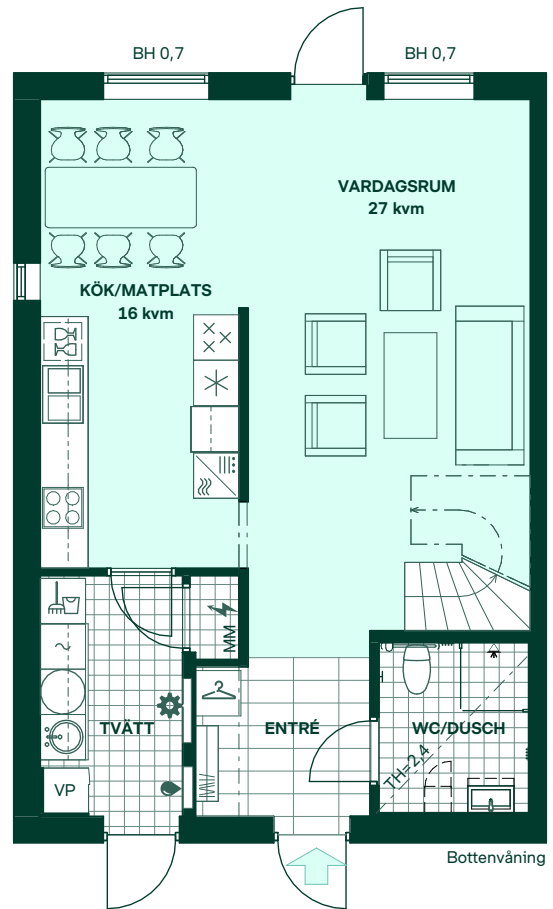 BH 0,7
BH 0,7
VARDAGSRUM
27 kvm
KÖK/MATPLATS
16 kvm
MM
TVÄTT
ENTRÉ
WC/DUSCH
TH=2,4
VP
Bottenvåning